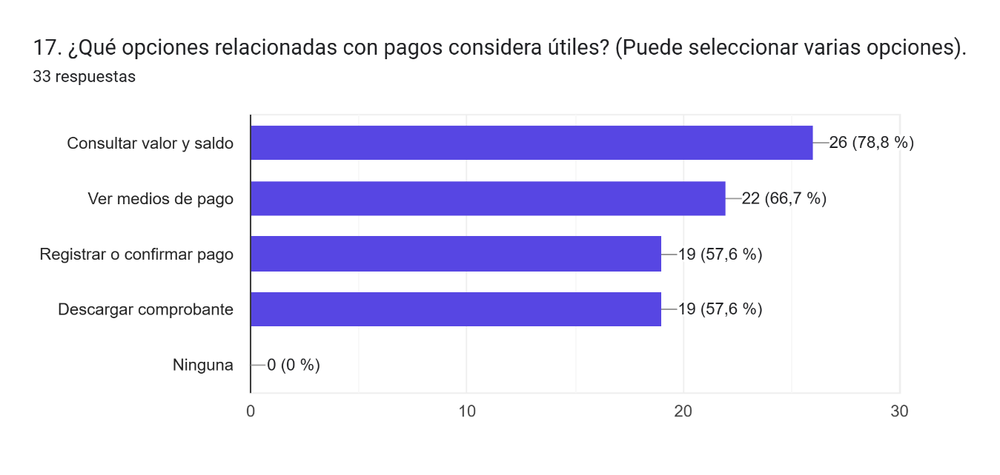 17. ¿Qué opciones relacionadas con pagos considera útiles? (Puede seleccionar varias opciones).
33 respuestas
Consultar valor y saldo 26 (78,8 %)
Ver medios de pago 22 (66,7 %)
Registrar o confirmar pago 19 (57,6 %)
Descargar comprobante 19 (57,6 %)
Ninguna 0 (0 %)
0 10 20 30